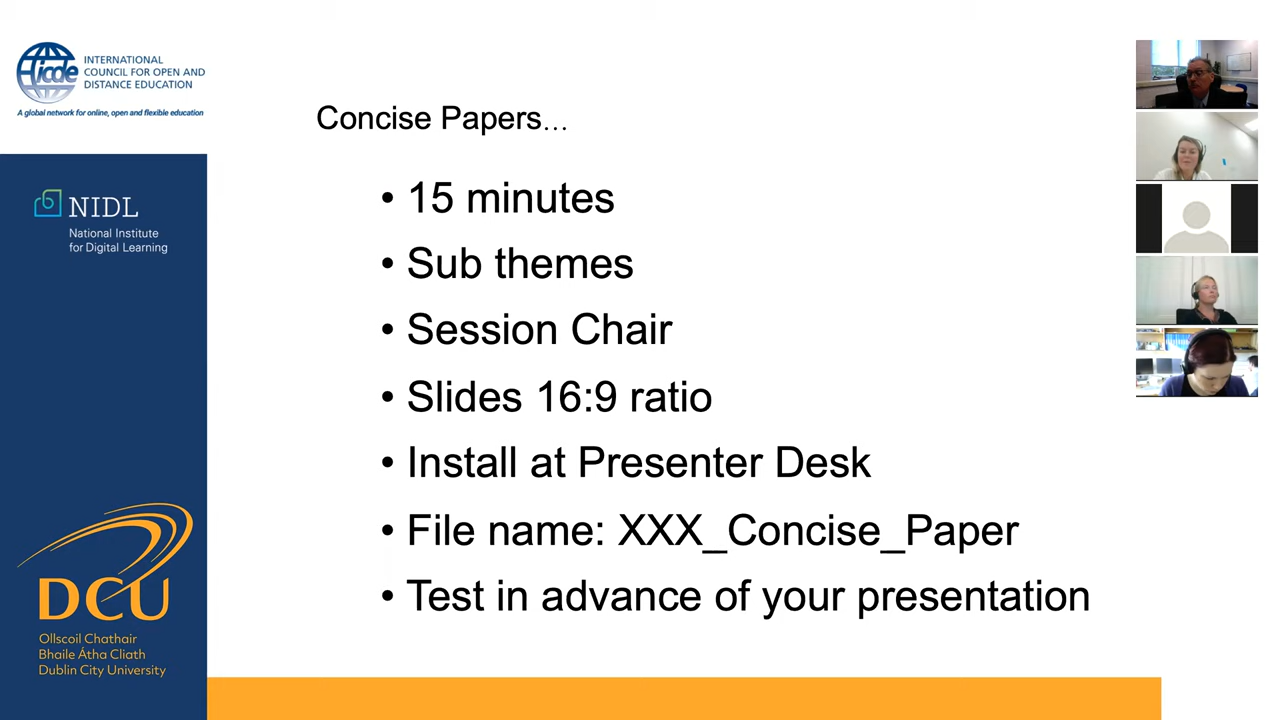 icde
INTERNATIONAL
COUNCIL FOR OPEN AND
DISTANCE EDUCATION
A global network for online, open and flexible education
NIDL
National Institute
for Digital Learning
DCU
Ollscoil Chathair
Bhaile Átha Cliath
Dublin City University
Concise Papers...
• 15 minutes
• Sub themes
• Session Chair
• Slides 16:9 ratio
• Install at Presenter Desk
• File name: XXX_Concise_Paper
• Test in advance of your presentation